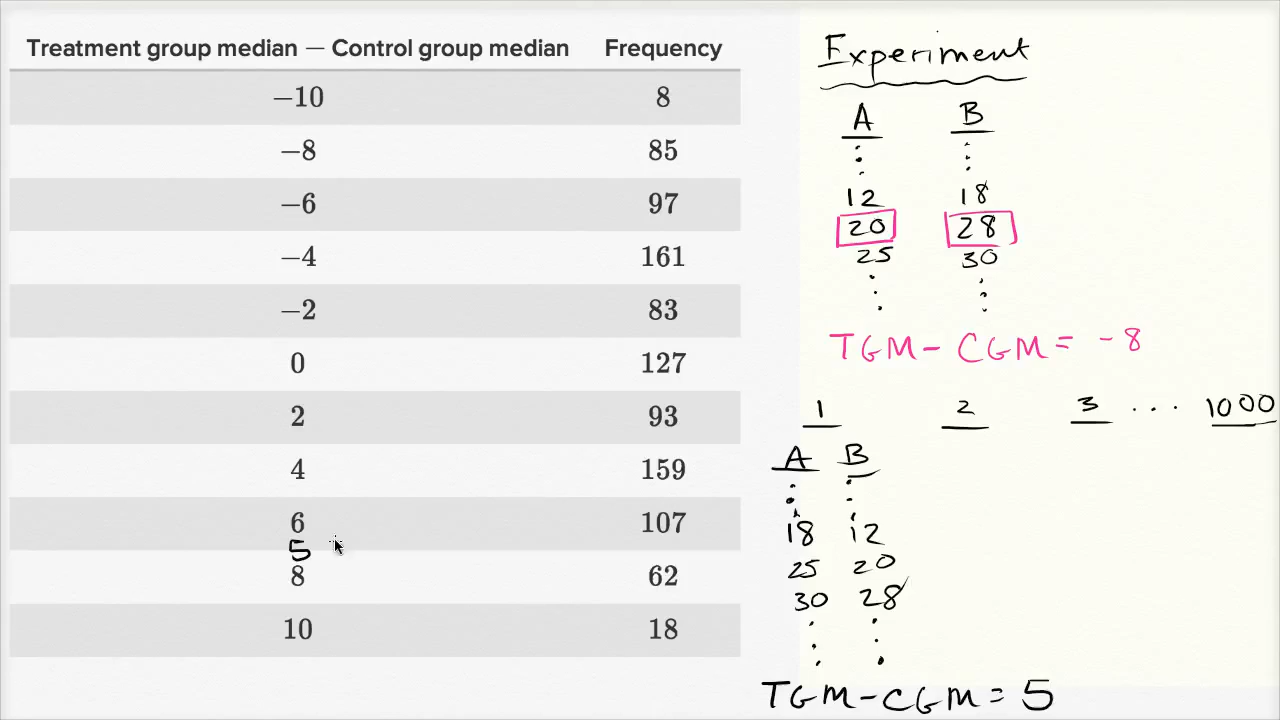 Treatment group median — Control group median Frequency
−10 8
−8 85
−6 97
−4 161
−2 83
0 127
2 93
4 159
6 107
5
8 62
10 18
Experiment
A B
12 18
20 28
25 30
TGM - CGM = -8
1 2 3 ... 1000
A B
18 12
25 20
30 28
TGM - CGM = 5